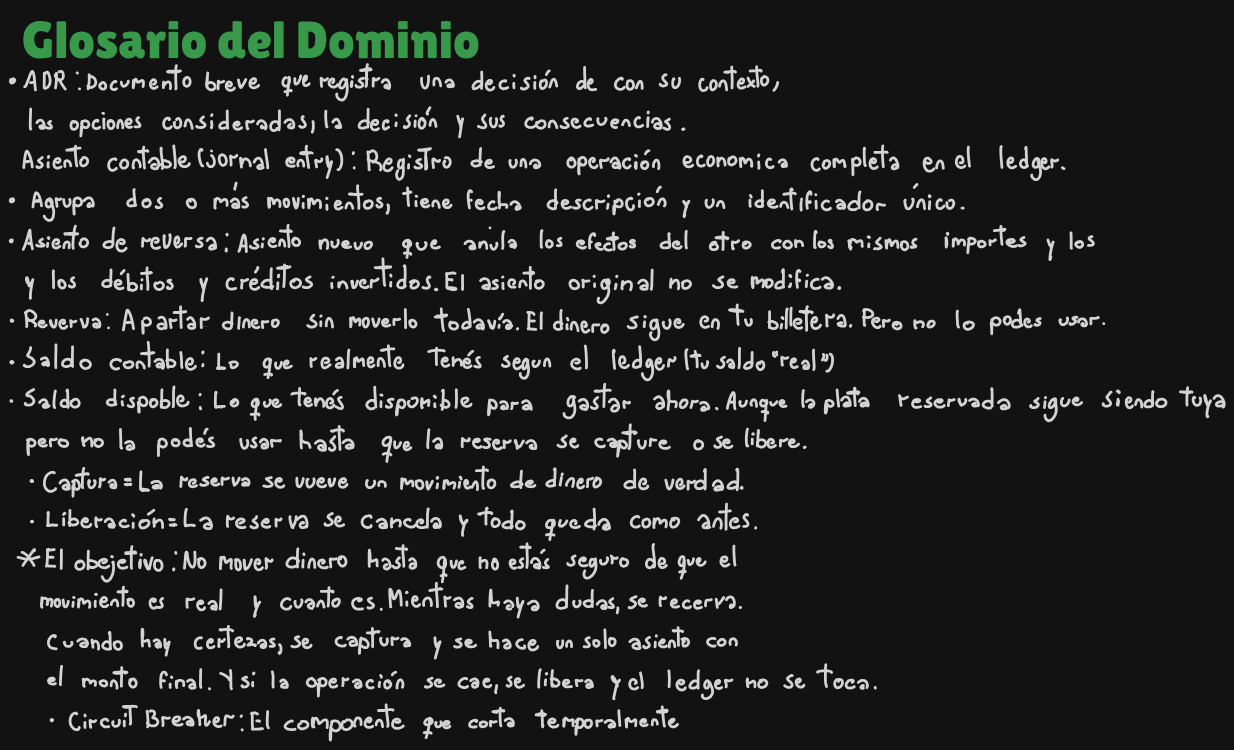 Glosario del Dominio
• ADR: Documento breve que registra una decisión de con su contexto,
las opciones consideradas, la decisión y sus consecuencias.
Asiento contable (jornal entry): Registro de una operación economica completa en el ledger.
• Agrupa dos o más movimientos, tiene fecha descripción y un identificador único.
• Asiento de reversa: Asiento nuevo que anula los efectos del otro con los mismos importes y los
y los débitos y créditos invertidos. El asiento original no se modifica.
• Reverva: Apartar dinero sin moverlo todavía. El dinero sigue en tu billetera. Pero no lo podes usar.
• Saldo contable: Lo que realmente tenés segun el ledger (tu saldo "real")
• Saldo dispoble: Lo que tenés disponible para gastar ahora. Aunque la plata reservada sigue siendo tuya
pero no la podés usar hasta que la reserva se capture o se libere.
• Captura = La reserva se vueve un movimiento de dinero de verdad.
• Liberación = La reserva se cancela y todo queda como antes.
* El obejetivo: No mover dinero hasta que no estás seguro de que el
movimiento es real y cuanto es. Mientras haya dudas, se recerva.
Cuando hay certezas, se captura y se hace un solo asiento con
el monto final. Y si la operación se cae, se libera y el ledger no se toca.
• Circuit Breaker: El componente que corta temporalmente